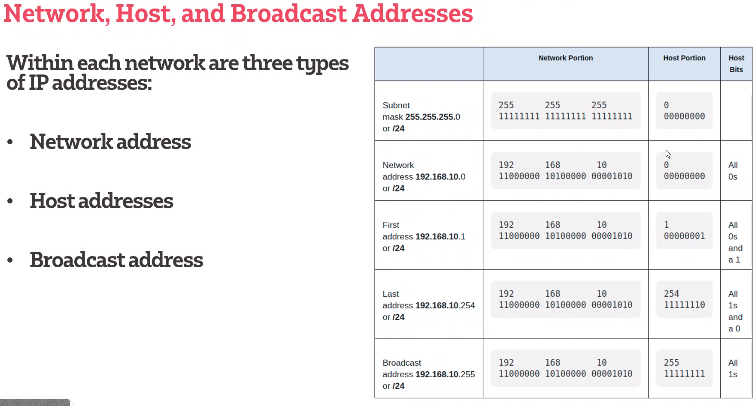 Network, Host, and Broadcast Addresses
Within each network are three types
of IP addresses:
• Network address
• Host addresses
• Broadcast address
Network Portion
Host Portion
Host
Bits
Subnet
mask 255.255.255.0
or /24
255 255 255
11111111 11111111 11111111
0
00000000
Network
address 192.168.10.0
or /24
192 168 10
11000000 10100000 00001010
0
00000000
All
0s
First
address 192.168.10.1
or /24
192 168 10
11000000 10100000 00001010
1
00000001
All
0s
and
a 1
Last
address 192.168.10.254
or /24
192 168 10
11000000 10100000 00001010
254
11111110
All
1s
and
a 0
Broadcast
address 192.168.10.255
or /24
192 168 10
11000000 10100000 00001010
255
11111111
All
1s